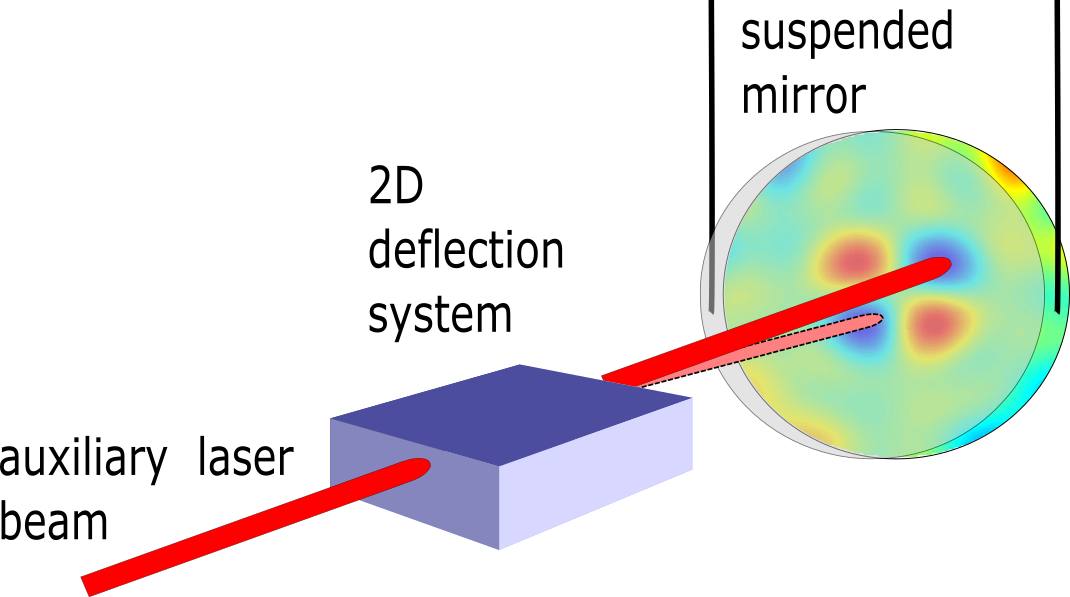 suspended
mirror
2D
deflection
system
auxiliary laser
beam